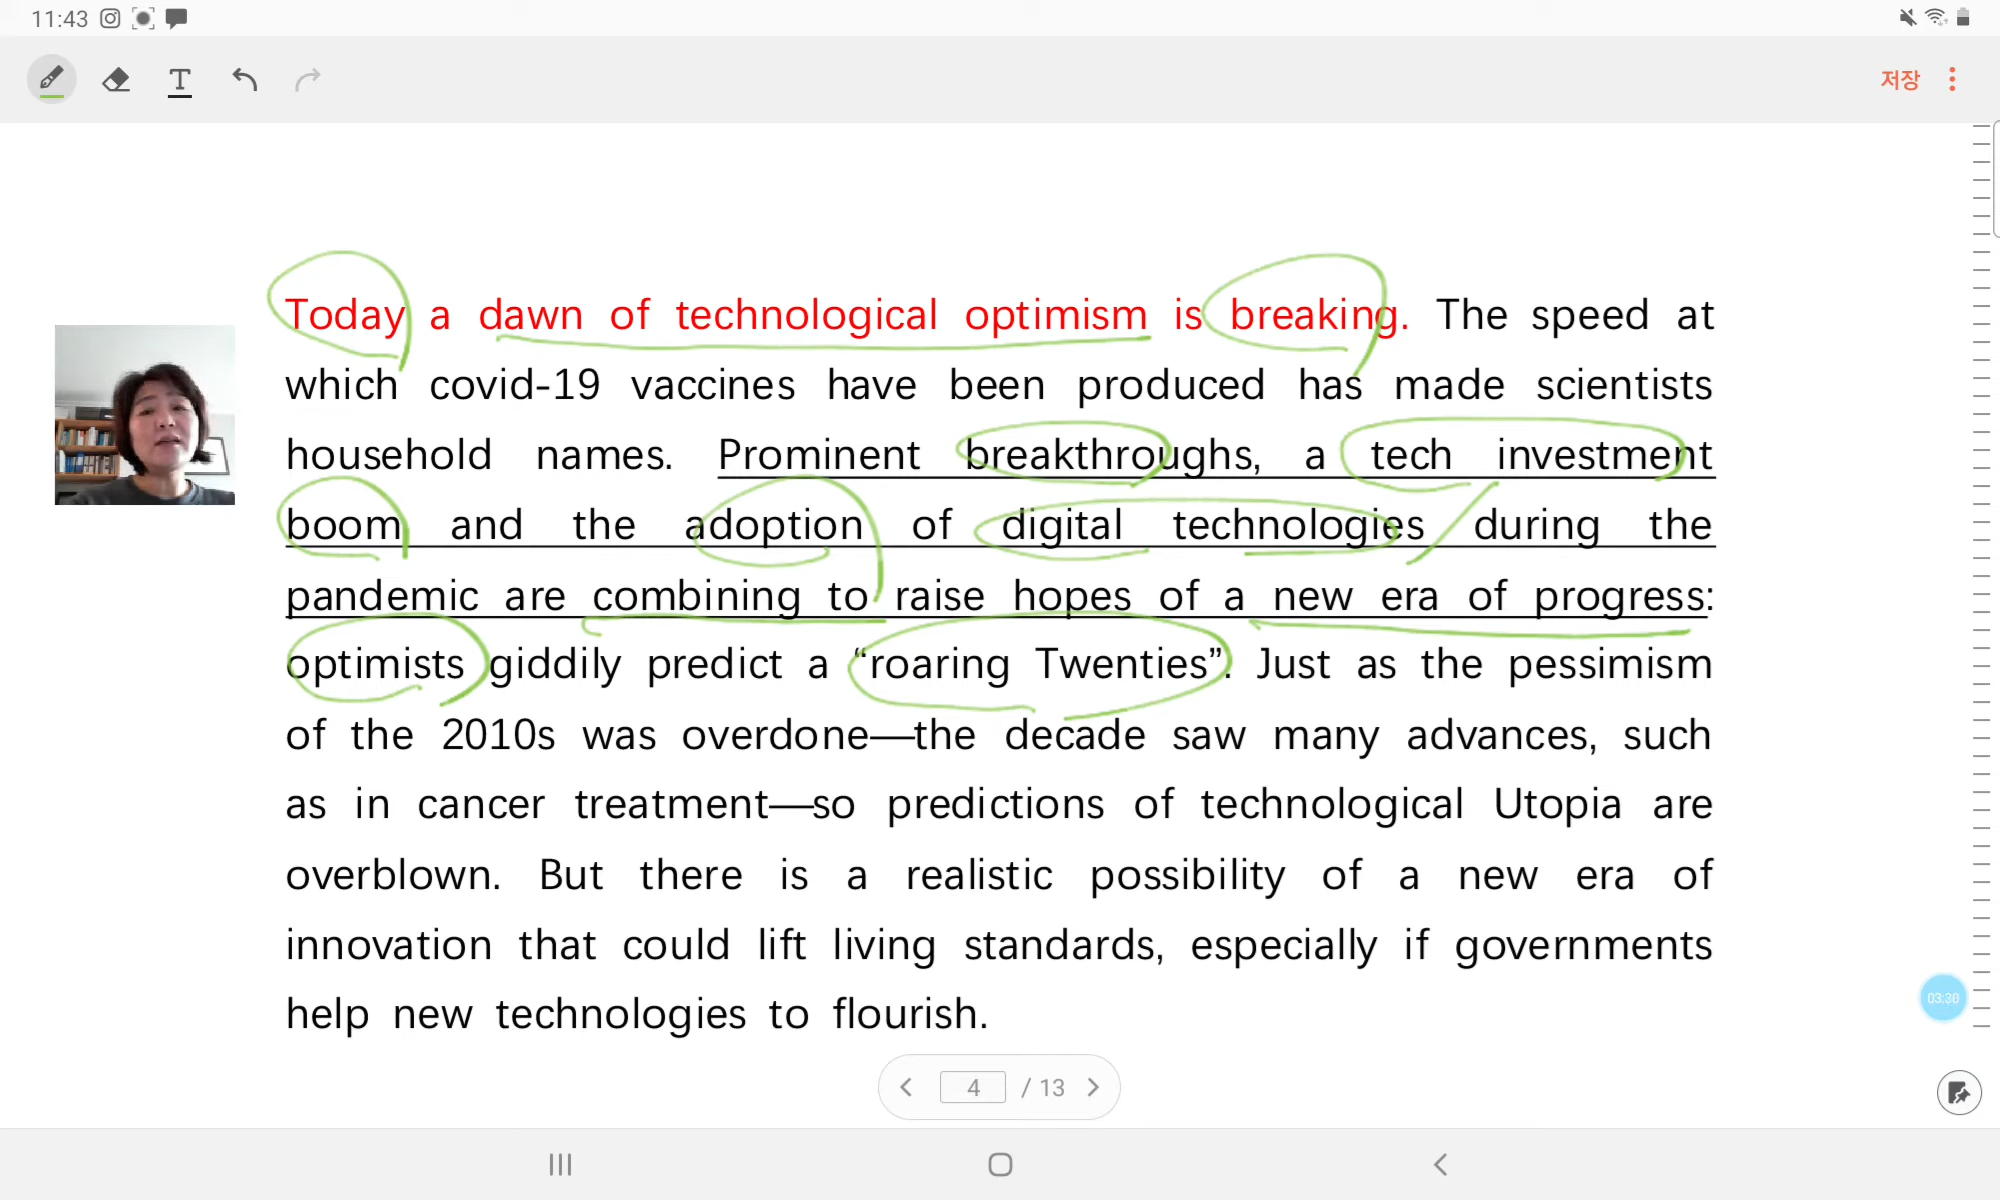 11:43
저장
Today a dawn of technological optimism is breaking. The speed at
which covid-19 vaccines have been produced has made scientists
household names. Prominent breakthroughs, a tech investment
boom and the adoption of digital technologies during the
pandemic are combining to raise hopes of a new era of progress:
optimists giddily predict a “roaring Twenties”. Just as the pessimism
of the 2010s was overdone—the decade saw many advances, such
as in cancer treatment—so predictions of technological Utopia are
overblown. But there is a realistic possibility of a new era of
innovation that could lift living standards, especially if governments
help new technologies to flourish.
03:30
4 / 13